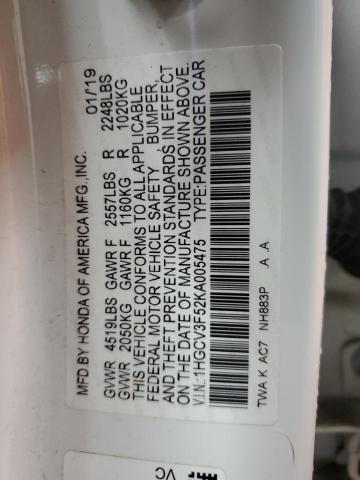 MFD.BY HONDA OF AMERICA MFG.,INC. 01/'19
GVWR 4519LBS GAWR F 2557LBS R 2248LBS
GVWR 2050KG GAWR F 1160KG R 1020KG
THIS VEHICLE CONFORMS TO ALL APPLICABLE
FEDERAL MOTOR VEHICLE SAFETY , BUMPER,
AND THEFT PREVENTION STANDARDS IN EFFECT
ON THE DATE OF MANUFACTURE SHOWN ABOVE.
V.I.N:1HGCV3F52KA005475 TYPE:PASSENGER CAR
TWA K AC7 NH883P .A .A
VC